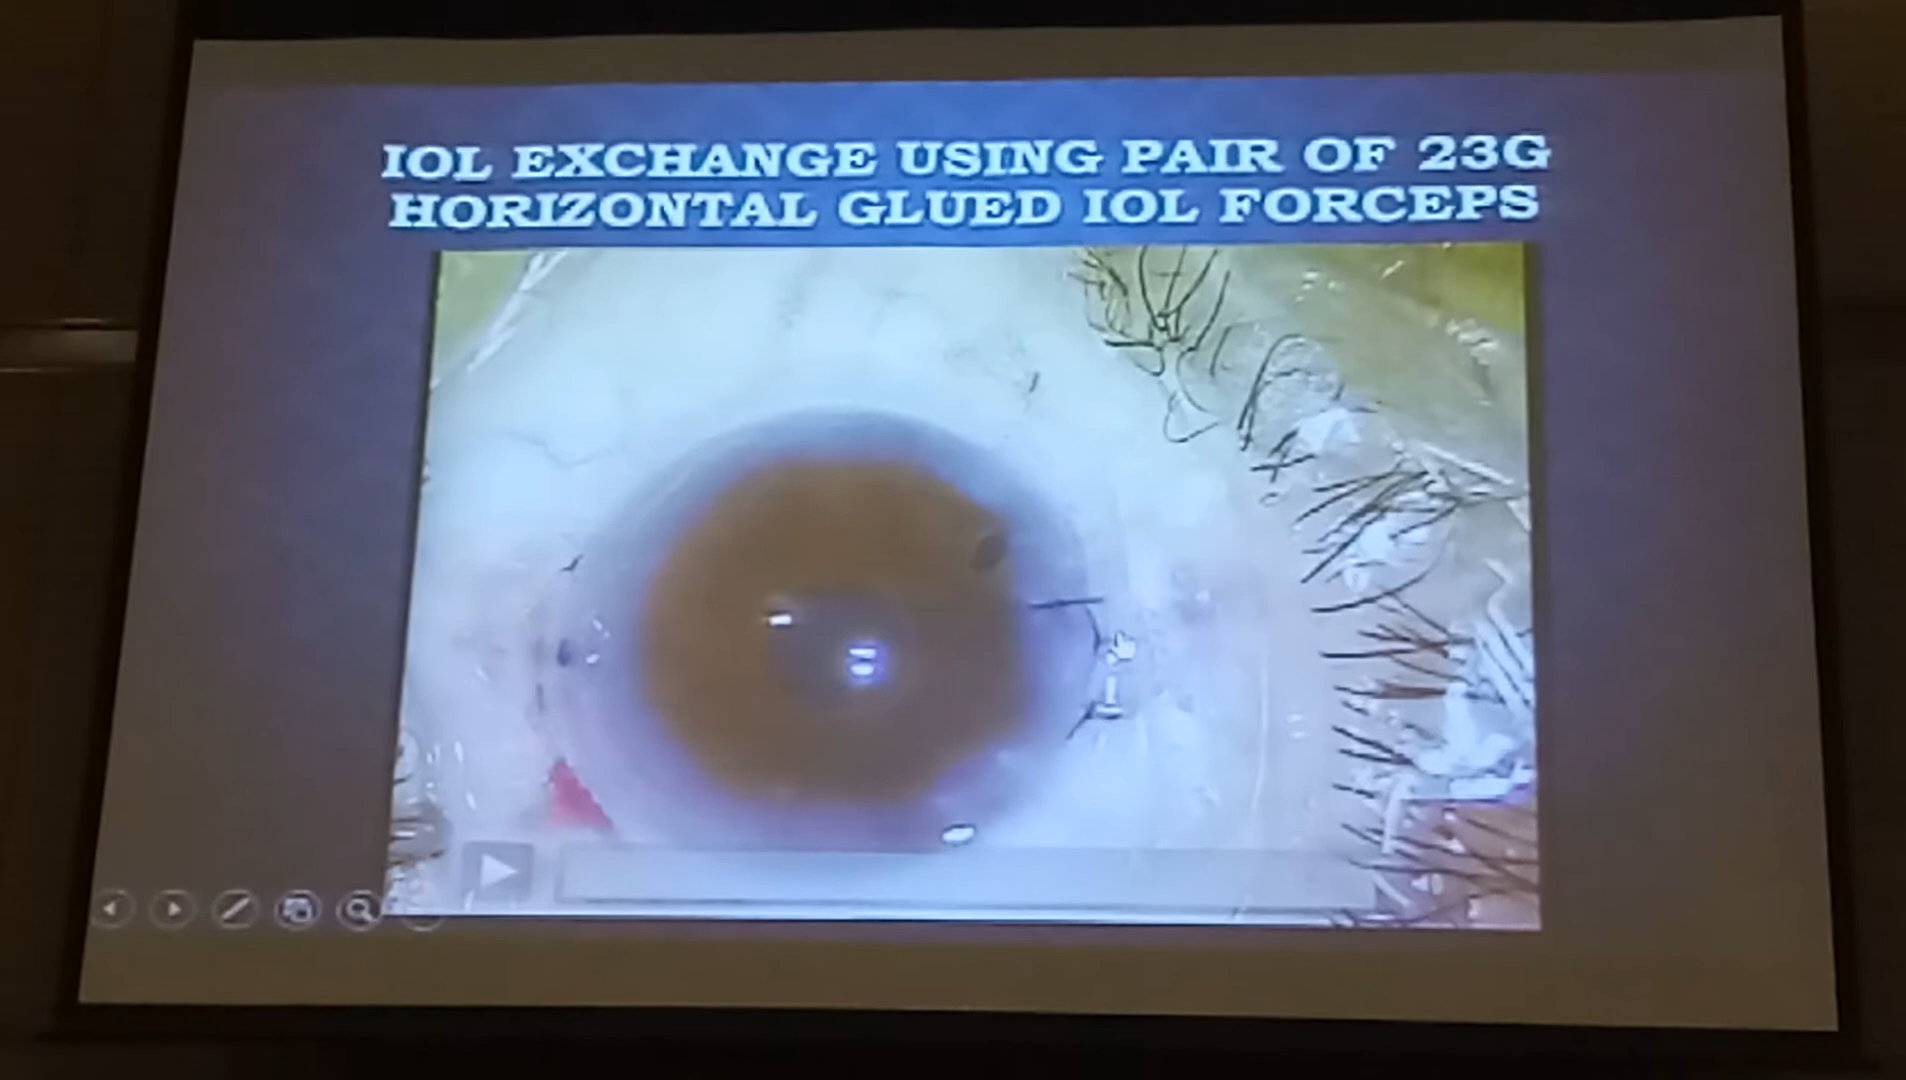 IOL EXCHANGE USING PAIR OF 23G
HORIZONTAL GLUED IOL FORCEPS